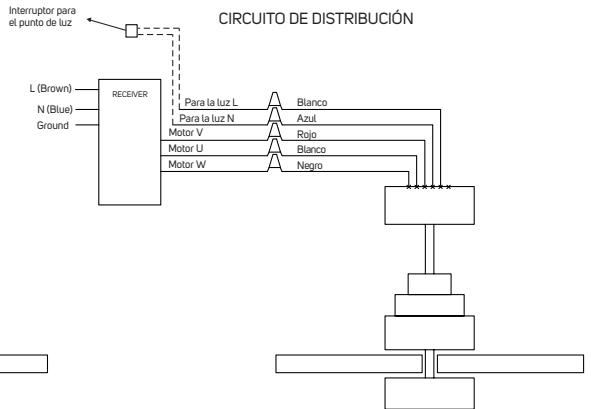 Interruptor para
el punto de luz
CIRCUITO DE DISTRIBUCIÓN
L (Brown)
N (Blue)
Ground
RECEIVER
Para la luz L
Blanco
Para la luz N
Azul
Motor V
Rojo
Motor U
Blanco
Motor W
Negro